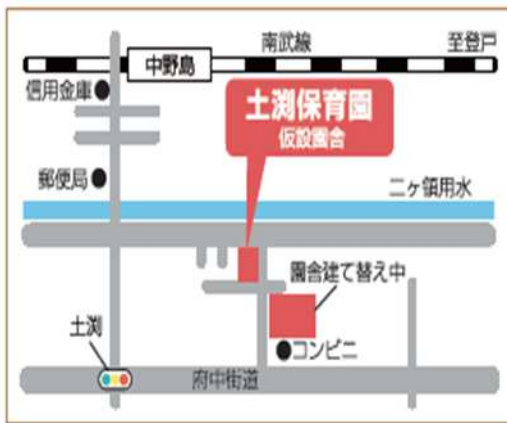 南武線
至登戸
中野島
信用金庫
土渕保育園
仮設園舎
郵便局
二ヶ領用水
園舎建て替え中
土渕
コンビニ
府中街道